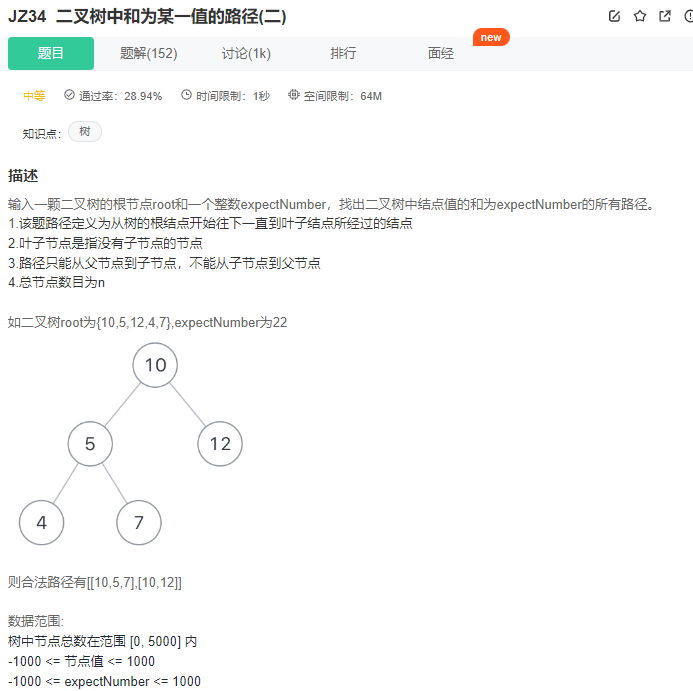 JZ34 二叉树中和为某一值的路径(二)
new
题目 题解(152) 讨论(1k) 排行 面经
中等 通过率：28.94% 时间限制：1秒 空间限制：64M
知识点： 树
描述
输入一颗二叉树的根节点root和一个整数expectNumber，找出二叉树中结点值的和为expectNumber的所有路径。
1.该题路径定义为从树的根结点开始往下一直到叶子结点所经过的结点
2.叶子节点是指没有子节点的节点
3.路径只能从父节点到子节点，不能从子节点到父节点
4.总节点数目为n
如二叉树root为{10,5,12,4,7},expectNumber为22
10
5 12
4 7
则合法路径有[[10,5,7],[10,12]]
数据范围:
树中节点总数在范围 [0, 5000] 内
-1000 <= 节点值 <= 1000
-1000 <= expectNumber <= 1000